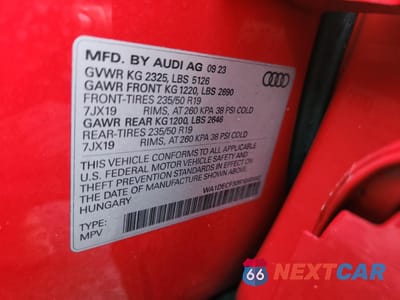 MFD. BY AUDI AG 09 23
GVWR KG 2325, LBS 5126
GAWR FRONT KG 1220, LBS 2690
FRONT-TIRES 235/50 R19
7JX19 RIMS, AT 260 KPA 38 PSI COLD
GAWR REAR KG1200, LBS 2646
REAR-TIRES 235/50 R19
7JX19 RIMS, AT 260 KPA 38 PSI COLD
THIS VEHICLE CONFORMS TO ALL APPLICABLE
U.S. FEDERAL MOTOR VEHICLE SAFETY AND
THEFT PREVENTION STANDARDS IN EFFECT ON
THE DATE OF MANUFACTURE SHOWN ABOVE.
HUNGARY
TYPE:
MPV
66 NEXTCAR